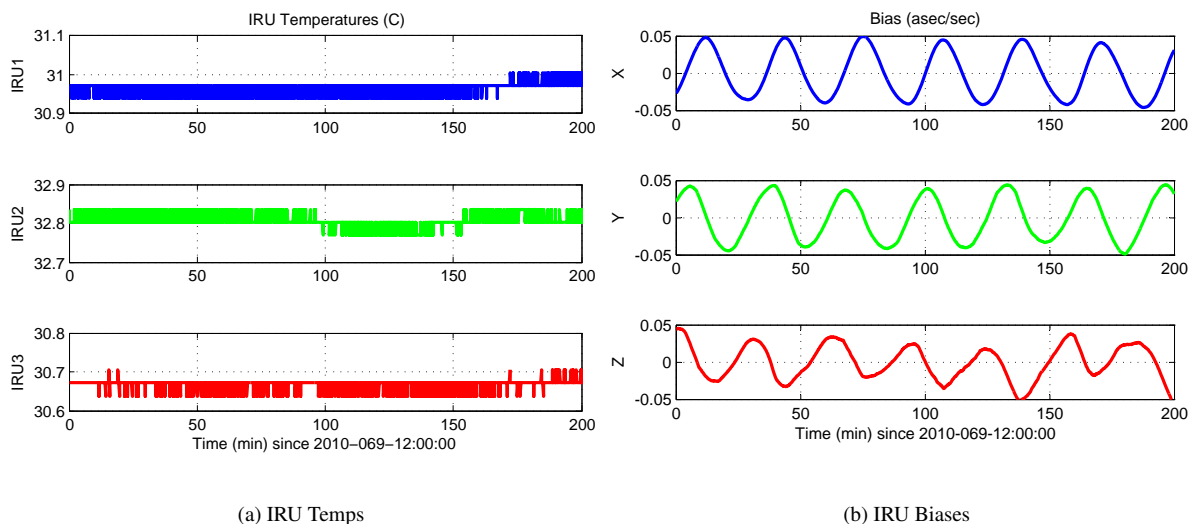 IRU Temperatures (C)
31.1
31
30.9
IRU1
0 50 100 150 200
32.9
32.8
32.7
IRU2
0 50 100 150 200
30.8
30.7
30.6
IRU3
0 50 100 150 200
Time (min) since 2010−069−12:00:00
(a) IRU Temps
Bias (asec/sec)
0.05
0
-0.05
X
0 50 100 150 200
0.05
0
-0.05
Y
0 50 100 150 200
0.05
0
-0.05
Z
0 50 100 150 200
Time (min) since 2010-069-12:00:00
(b) IRU Biases